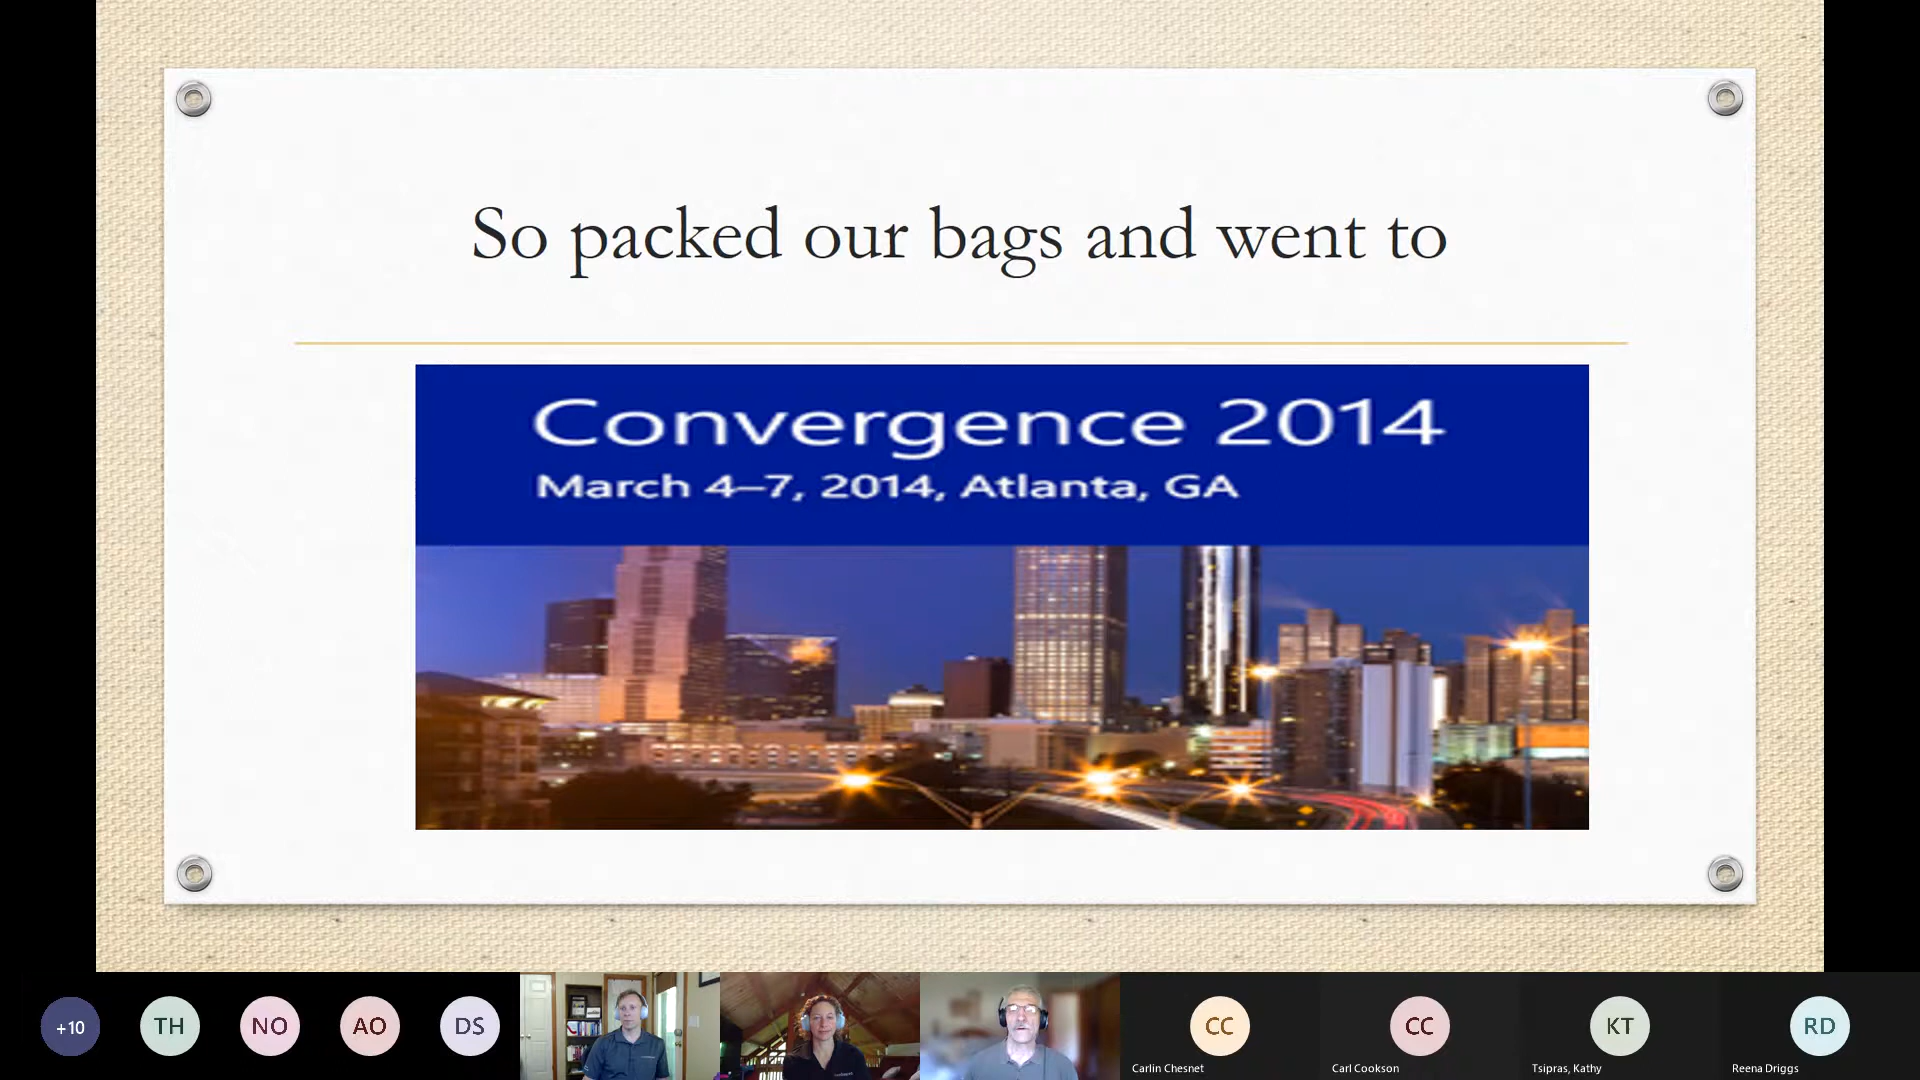 So packed our bags and went to
Convergence 2014
March 4–7, 2014, Atlanta, GA
+10
TH
NO
AO
DS
CC
Carlin Chesnet
CC
Carl Cookson
KT
Tsipras, Kathy
RD
Reena Driggs